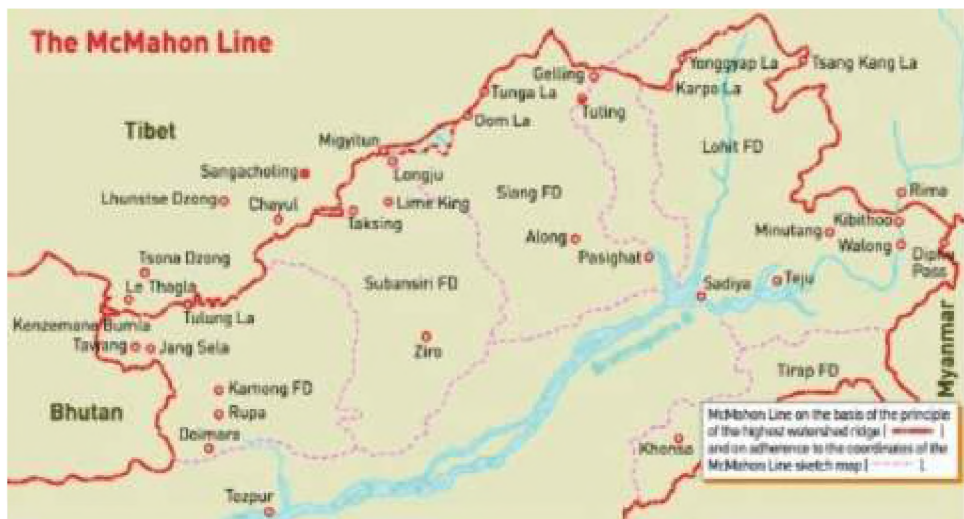 The McMahon Line
Yonggyap La
Tsang Kang La
Gelling
Karpo La
Tunga La
Tuting
Dom La
Tibet
Migyitun
Lohit FD
Sangacholing
Longju
Siang FD
Rima
Lhunstse Dzong
Chayul
Lime King
Taksing
Kibithoo
Minutang
Along
Walong
Diphu
Pass
Pasighat
Tsona Dzong
Le Thagla
Subansiri FD
Sadiya
Teju
Tulung La
Kenzemane Bumla
Tawang
Jang Sela
Ziro
Tirap FD
Myanmar
Kameng FD
Bhutan
Rupa
Doimara
Khonsa
McMahon Line on the basis of the principle
of the highest watershed ridge [ ]
and on adherence to the coordinates of the
McMahon Line sketch map [ ].
Tezpur